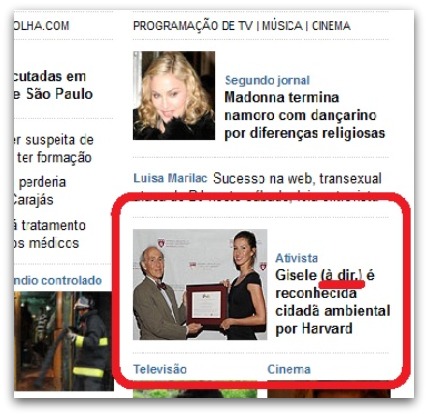 OLHA.COM
cutadas em
e São Paulo
er suspeita de
ter formação
perderia
Carajás
á tratamento
os médicos
ndio controlado
PROGRAMAÇÃO DE TV | MÚSICA | CINEMA
Segundo jornal
Madonna termina
namoro com dançarino
por diferenças religiosas
Luisa Marilac Sucesso na web, transexual
Ativista
Gisele (à dir.) é
reconhecida
cidadã ambiental
por Harvard
Televisão
Cinema